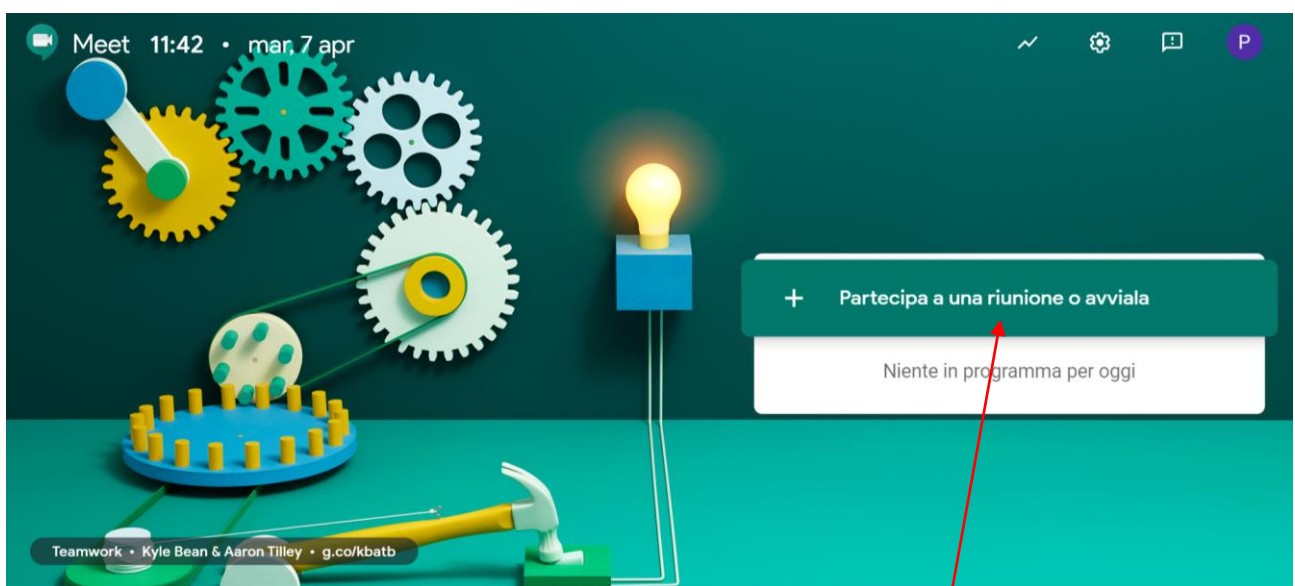 Meet 11:42 • mar, 7 apr
P
+ Partecipa a una riunione o avviala
Niente in programma per oggi
Teamwork • Kyle Bean & Aaron Tilley • g.co/kbatb